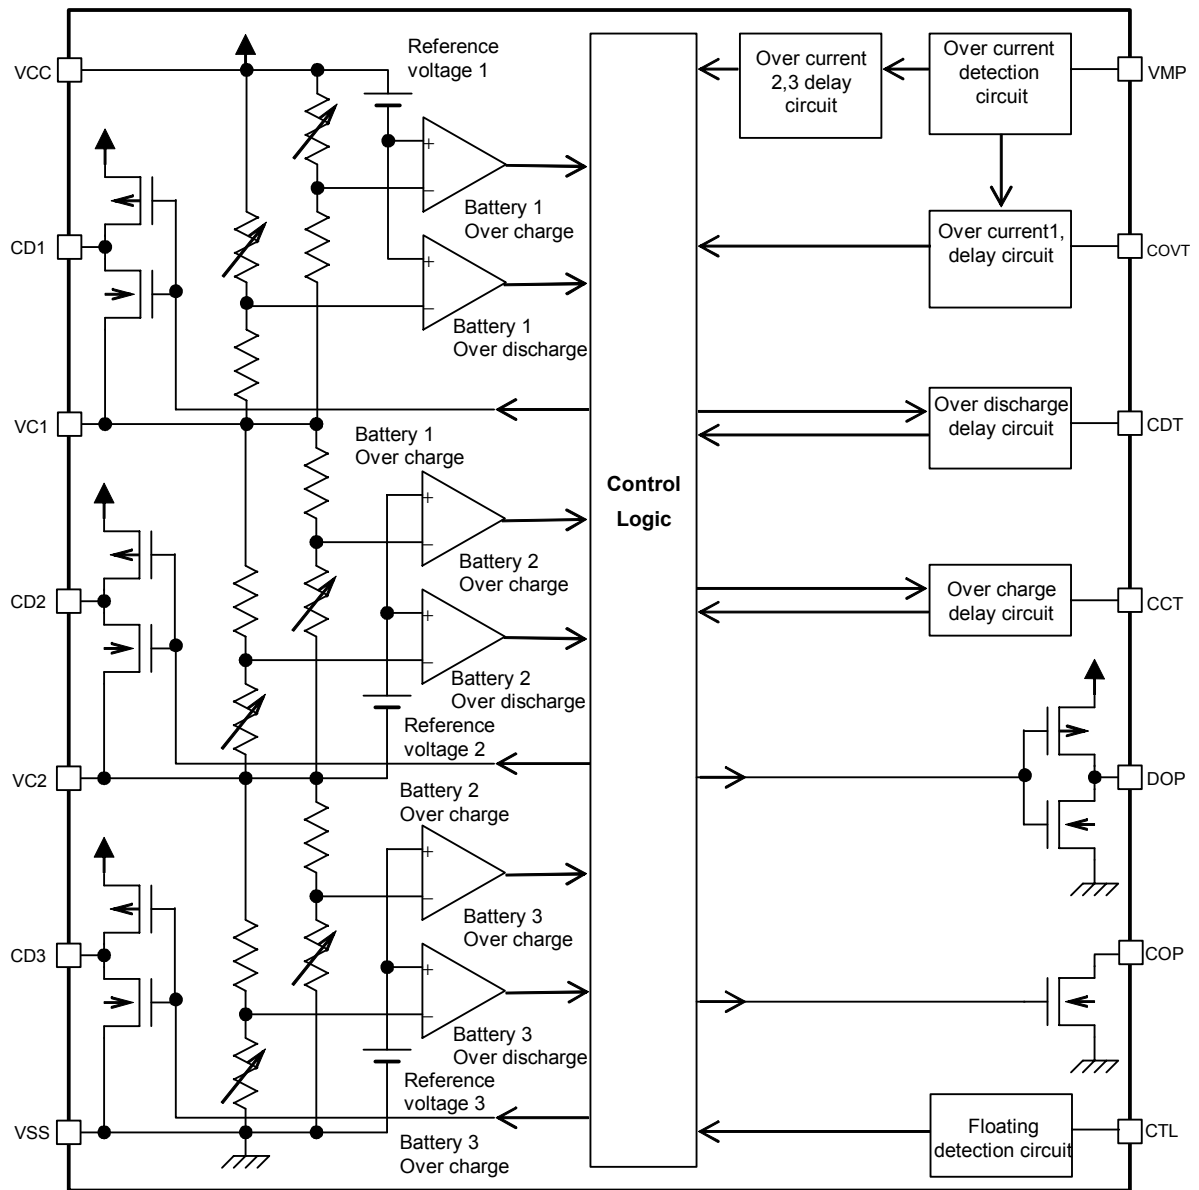 VCC
Reference
voltage 1
Over current
2,3 delay
circuit
Over current
detection
circuit
VMP
+
−
Battery 1
Over charge
CD1
Over current1,
delay circuit
COVT
+
−
Battery 1
Over discharge
VC1
Battery 1
Over charge
Over discharge
delay circuit
CDT
Control
Logic
+
−
Battery 2
Over charge
CD2
Over charge
delay circuit
CCT
+
−
Battery 2
Over discharge
Reference
voltage 2
VC2
DOP
Battery 2
Over charge
+
−
Battery 3
Over charge
CD3
COP
+
−
Battery 3
Over discharge
Reference
voltage 3
VSS
Battery 3
Over charge
Floating
detection circuit
CTL